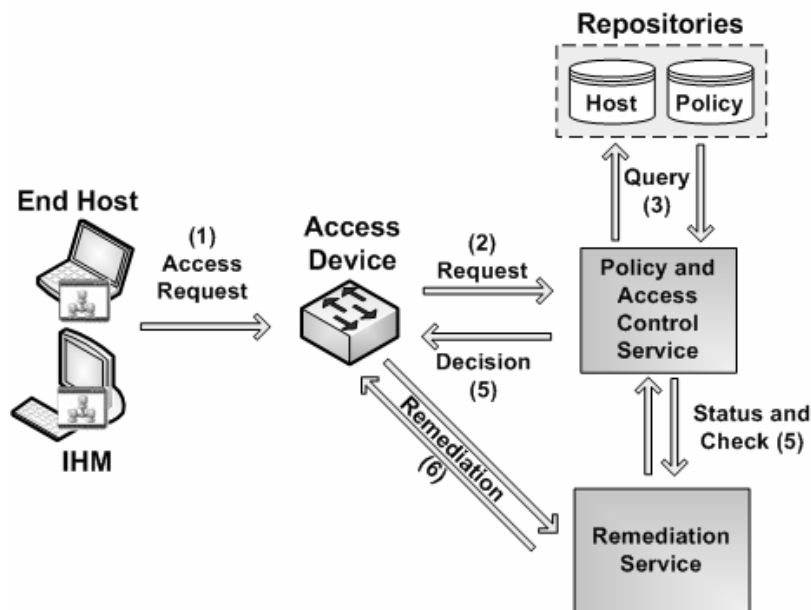 Repositories
Host
Policy
Query
(3)
End Host
(1)
Access
Request
Access
Device
(2)
Request
Policy and
Access
Control
Service
Decision
(5)
Status and
Check (5)
Remediation
(6)
IHM
Remediation
Service